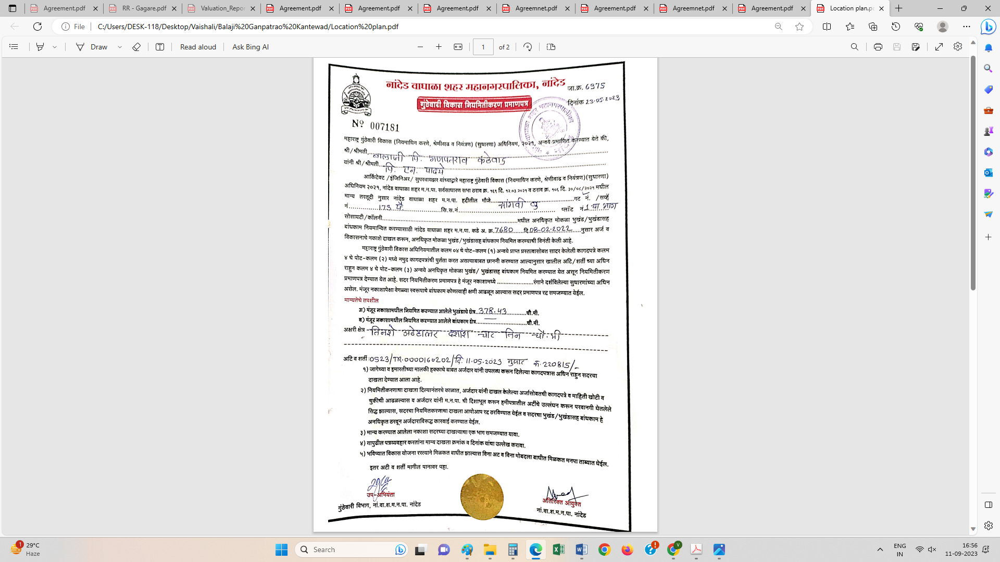 Agreement.pdf
RR - Gagare.pdf
Valuation_Repor
Agreement.pdf
Agreement.pdf
Agreement.pdf
Agreemnet.pdf
Agreement.pdf
Agreemnet.pdf
Agreement.pdf
Location plan.p
File
C:/Users/DESK-118/Desktop/Vaishali/Balaji%20Ganpatrao%20Kantewad/Location%20plan.pdf
Draw
Read aloud
Ask Bing AI
1 of 2
नांदेड वाघाळा शहर महानगरपालिका, नांदेड
जा.क्र. 6975
गुंठेवारी विकास नियमितीकरण प्रमाणपत्र
दिनांक 23.05.2023
Nº 007181
महाराष्ट्र गुंठेवारी विकास (नियमाधिन करणे, श्रेणीवाढ व नियंत्रण) (सुधारणा) अधिनियम, २०२१, अन्वये प्रमाणित करण्यात येते की,
श्री/श्रीमती. बालाजी पि. गणपतराव कंठेवाड
यांनी श्री/श्रीमती. पि. एन. पाद्ये
आर्किटेक्ट /इंजिनिअर/ सुपरवायझर यांच्याद्वारे महाराष्ट्र गुंठेवारी विकास (नियमाधिन करणे, श्रेणीवाढ व नियंत्रण)(सुधारणा)
अधिनियम २०२१, नांदेड वाघाळा शहर म.न.पा. सर्वसाधारण सभा ठराव क्र. १६९ दि. १२.०३.२०२१ व ठराव क्र. १०६ दि. ३०/०८/२०२१ मधील
मान्य तरतूदी नुसार नांदेड वाघाळा शहर म.न.पा. हद्दीतील मौजे सांगवी बु गट नं. /सर्व्हे
नं. 173 पै. सि.स.नं. प्लॉट नं. 1 चा भाग
सोसायटी/कॉलनी. मधील अनधिकृत मोकळा भुखंड/भुखंडासह
बांधकाम नियमान्वित करण्यासाठी नांदेड वाघाळा शहर म.न.पा. कडे अ. क्र. 7680 दि. 08-02-2022 नुसार अर्ज व
विकासनाचे नकाशे दाखल करून, अनधिकृत मोकळा भुखंड/भुखंडासह बांधकाम नियमित करण्याची विनंती केली आहे.
महाराष्ट्र गुंठेवारी विकास अधिनियमातील कलम ०४ चे पोट-कलम (१) अन्वये प्राप्त प्रस्तावासोबत सादर केलेली कागदपत्रे कलम
४ चे पोट-कलम (२) मध्ये नमुद कागदपत्रांची पुर्तता करत असल्याबाबत छाननी करण्यात आल्यानुसार खालील अटि/शर्ती च्या अधिन
राहुन कलम ४ चे पोट-कलम (३) अन्वये अनधिकृत मोकळा भुखंड/ भुखंडासह बांधकाम नियमित करण्यात येत असून नियमितीकरण
प्रमाणपत्र देण्यात येत आहे. सदर नियमितीकरण प्रमाणपत्र हे मंजूर नकाशामध्ये ......................रंगाने दर्शविलेल्या सुधारणांच्या अधिन
असेल. मंजूर नकाशापेक्षा वेगळ्या स्वरूपाचे बांधकाम कोणत्याही क्षणी आढळून आल्यास सदर प्रमाणपत्र रद्द समजण्यात येईल.
मान्यतेचे तपशील
अ) मंजूर नकाशामधील नियमित करण्यात आलेले भुखंडाचे क्षेत्र. 378.43 चौ.मी.
ब) मंजूर नकाशामधील नियमित करण्यात आलेले बांधकाम क्षेत्र. — चौ.मी.
अक्षरी क्षेत्र - तिनशे अठेहात्तर दशांश चार तिन चौ.मी
अटि व शर्ती : 0523/TR.0000160202/दि. 11.05.2023 नुसार रु.220815/-
१) जागेच्या व इमारतीच्या मालकी हक्काचे बाबत अर्जदार यांनी उपलब्ध करून दिलेल्या कागदपत्रास अधिन राहुन सदरचा
दाखला देण्यात आला आहे.
२) नियमितीकरणाचा दाखला दिल्यानंतरचे काळात, अर्जदार यांनी दाखल केलेल्या अर्जासोबतची कागदपत्रे व माहिती खोटी व
चुकीची आढळल्यास व अर्जदार यांनी म.न.पा. ची दिशाभूल करून हमीपत्रातील अटींचे उल्लंघन करून परवानगी घेतलेले
सिद्ध झाल्यास, सदरचा नियमितकरणाचा दाखला आपोआप रद्द ठरविण्यात येईल व सदरचा भुखंड/भुखंडासह बांधकाम हे
अनधिकृत ठरवून अर्जदाराविरूद्ध कारवाई करण्यात येईल.
३) मान्य करण्यात आलेला नकाशा सदरच्या दाखल्याचा एक भाग समजण्यात यावा.
४) यापुढील पत्रव्यवहार करतांना मान्य दाखला क्रमांक व दिनांक यांचा उल्लेख करावा.
५) भविष्यात विकास योजना रस्त्याने मिळकत बाधीत झाल्यास विना अट व विना मोबदला बाधीत मिळकत मनपा ताब्यात घेईल.
इतर अटी व शर्ती मागील पानावर पहा.
उप-अभियंता
गुंठेवारी विभाग, नां.वा.श.म.न.पा. नांदेड
अतिरिक्त आयुक्त
नां.वा.श.म.न.पा. नांदेड
1
29°C
Haze
Search
ENG
IN
16:56
11-09-2023